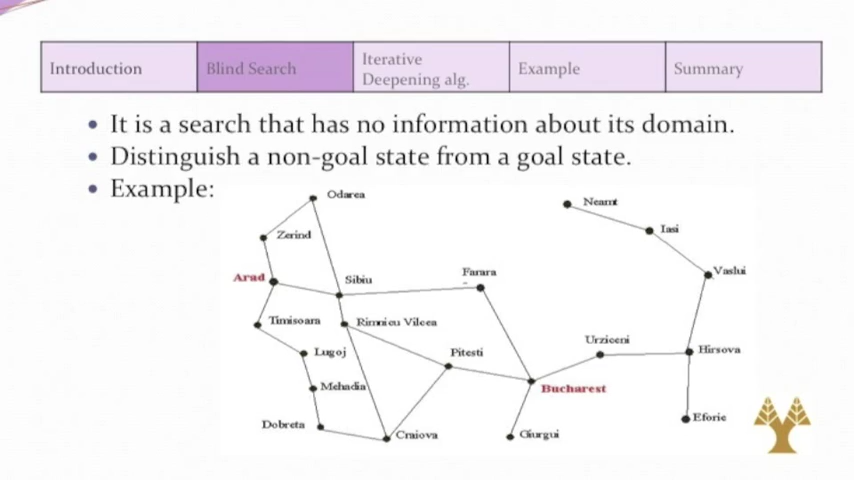 Introduction
Blind Search
Iterative
Deepening alg.
Example
Summary
• It is a search that has no information about its domain.
• Distinguish a non-goal state from a goal state.
• Example:
Odarea
Neamt
Zerind
Iasi
Arad
Sibiu
Farara
Vaslui
Timisoara
Rimnicu Vilcea
Urziceni
Lugoj
Pitesti
Hirsova
Mehadia
Bucharest
Dobreta
Craiova
Giurgui
Eforie